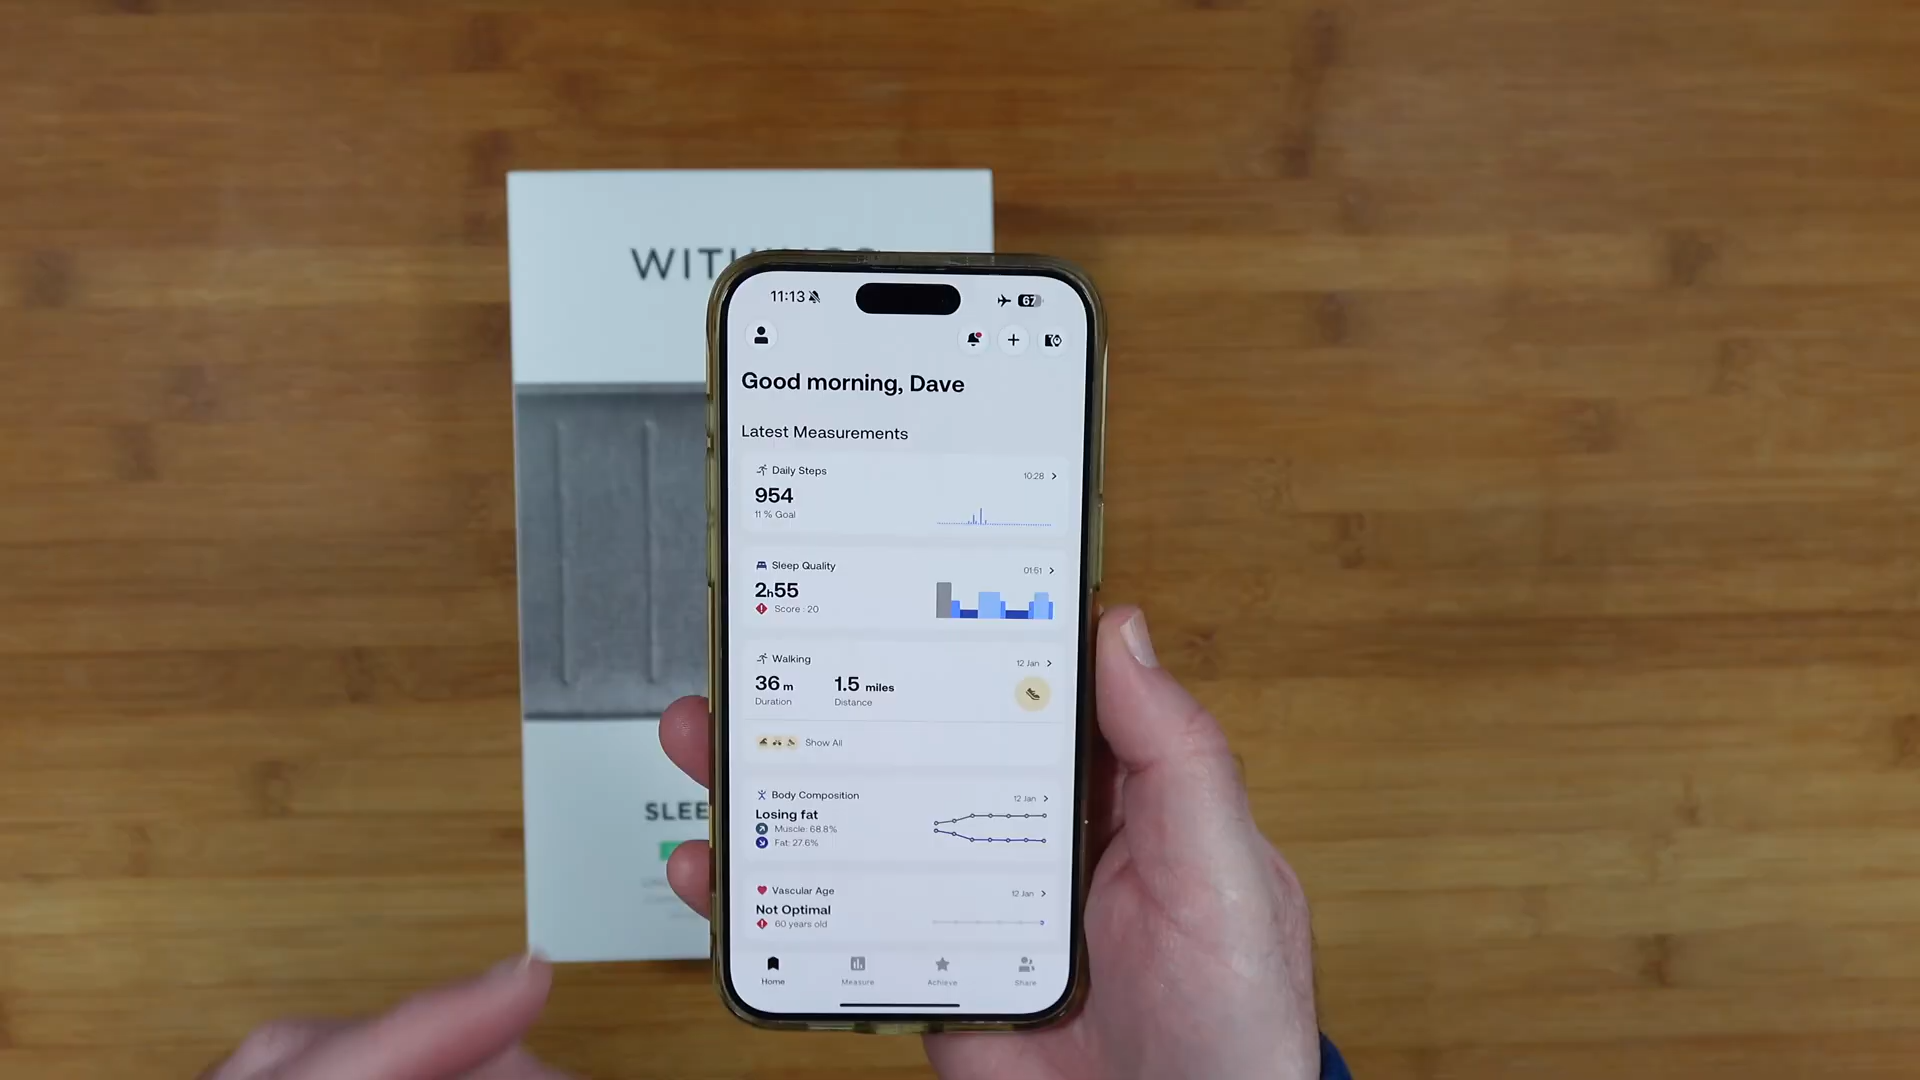 WITH
11:13
67
Good morning, Dave
Latest Measurements
Daily Steps
10:28
954
11 % Goal
Sleep Quality
01:51
2h55
Score : 20
Walking
12 Jan
36 m
1.5 miles
Duration
Distance
Show All
Body Composition
12 Jan
Losing fat
Muscle: 68.8%
Fat: 27.6%
Vascular Age
12 Jan
Not Optimal
60 years old
Home
Measure
Achieve
Share
SLEE